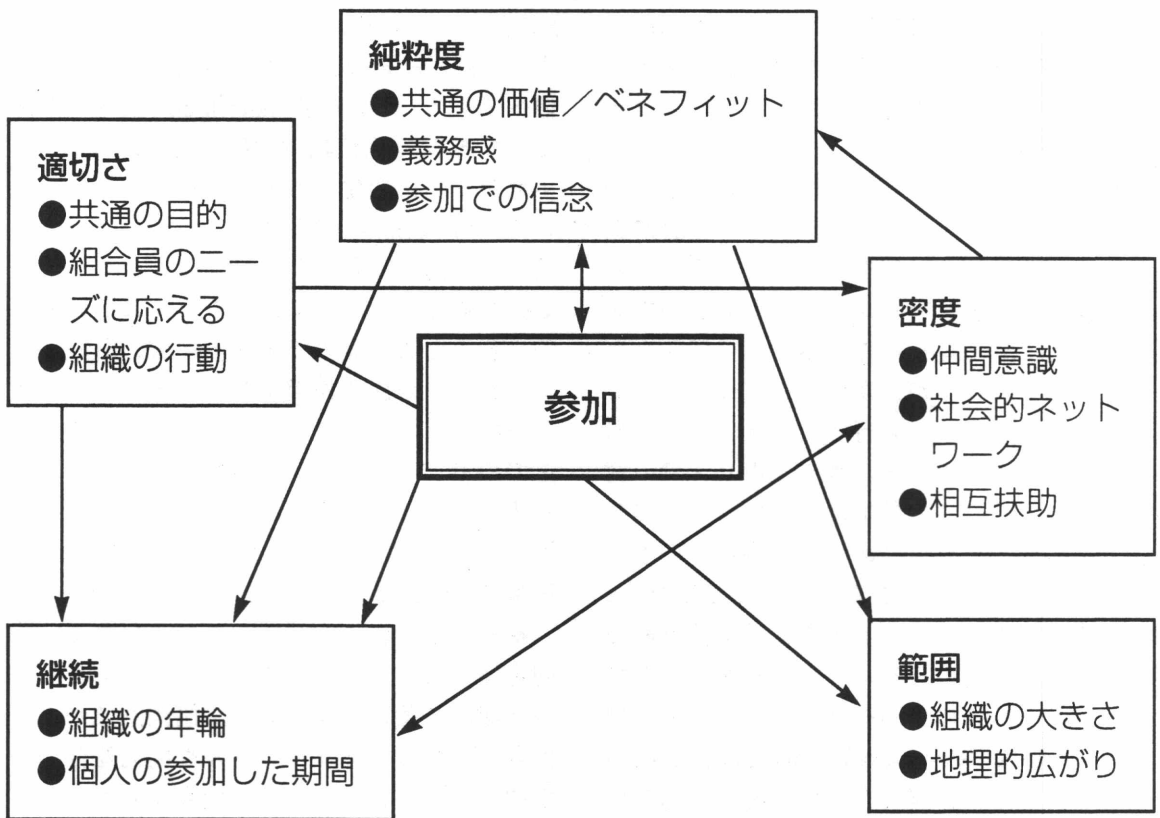 純粋度
●共通の価値／ベネフィット
●義務感
●参加での信念
適切さ
●共通の目的
●組合員のニー
ズに応える
●組織の行動
参加
密度
●仲間意識
●社会的ネット
ワーク
●相互扶助
継続
●組織の年輪
●個人の参加した期間
範囲
●組織の大きさ
●地理的広がり